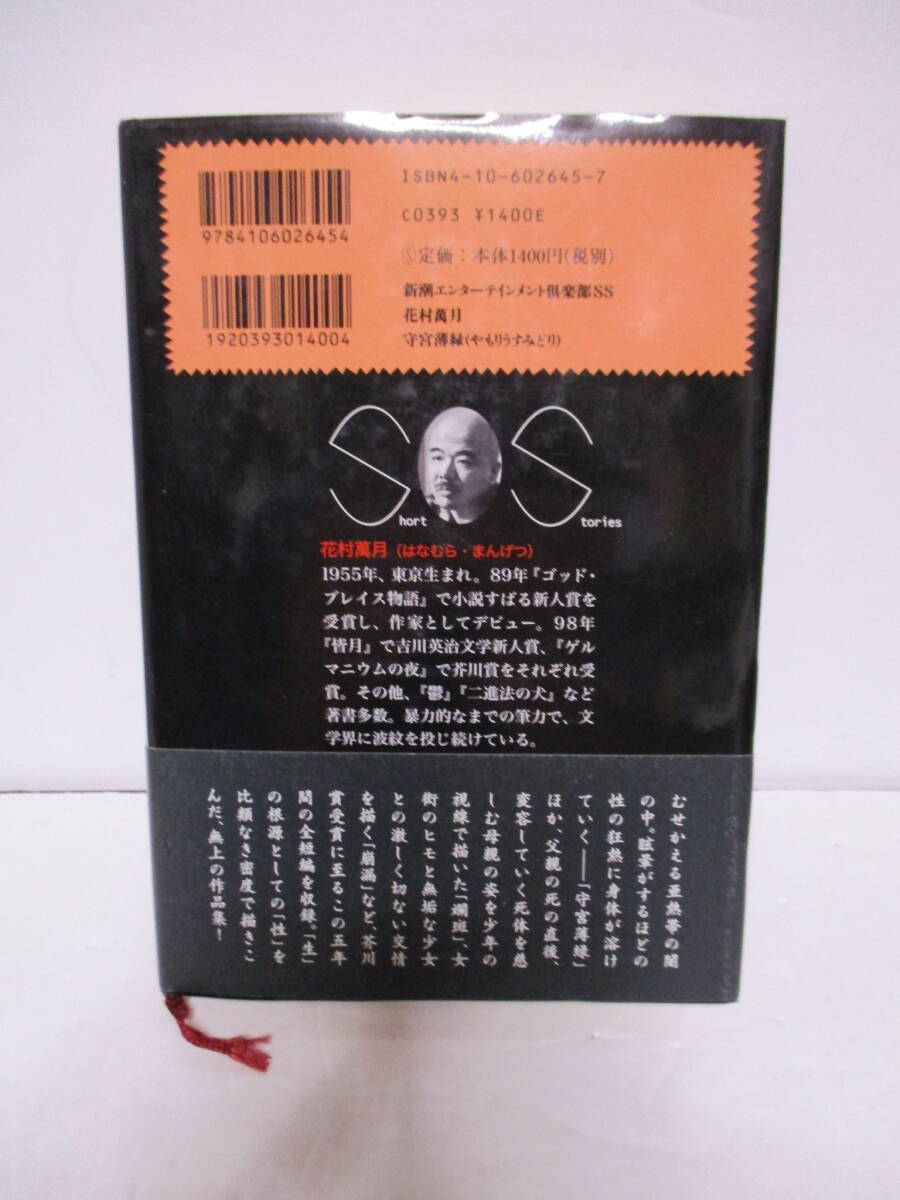 ISBN4-10-602645-7
C0393 ¥1400E
9784106026454
Ⓢ定価：本体1400円(税別)
新潮エンターテインメント倶楽部SS
花村萬月
守宮薄緑(やもりうすみどり)
1920393014004
Short Stories
花村萬月（はなむら・まんげつ）
1955年、東京生まれ。89年『ゴッド・
ブレイス物語』で小説すばる新人賞を
受賞し、作家としてデビュー。98年
『皆月』で吉川英治文学新人賞、『ゲル
マニウムの夜』で芥川賞をそれぞれ受
賞。その他、『鬱』『二進法の犬』など
著書多数。暴力的なまでの筆力で、文
学界に波紋を投じ続けている。
むせかえる亜熱帯の闇
の中。眩暈がするほどの
性の狂熱に身体が溶け
ていく――「守宮薄緑」
ほか、父親の死の直後、
変容していく死体を慈
しむ母親の姿を少年の
視線で描いた「爛斑」、女
街のヒモと無垢な少女
との激しく切ない交情
を描く「崩漏」など、芥川
賞受賞に至るこの五年
間の全短編を収録。「生」
の根源としての「性」を
比類なき密度で描きこ
んだ、無上の作品集！